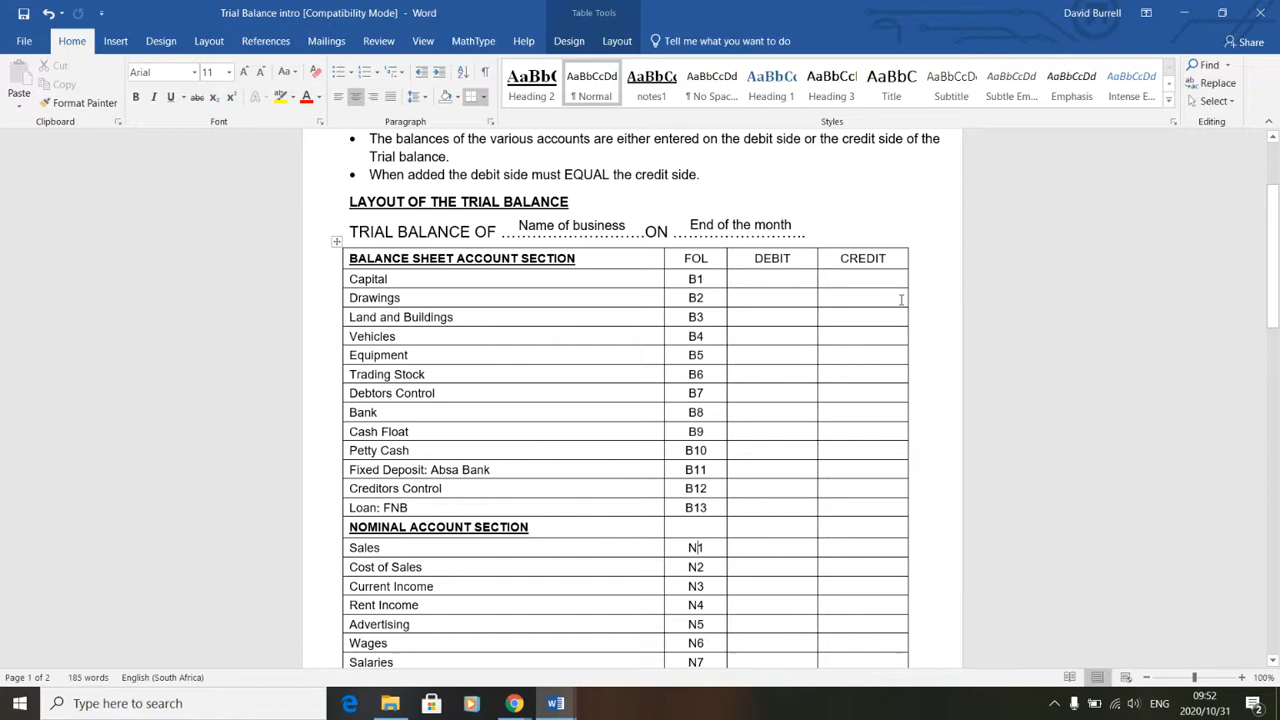 Trial Balance intro [Compatibility Mode] - Word
Table Tools
David Burrell
File Home Insert Design Layout References Mailings Review View MathType Help Design Layout Tell me what you want to do Share
Paste
Cut
Copy
Format Painter
Clipboard
Arial 11
Font
Paragraph
AaBbC
Heading 2
AaBbCcDd
¶ Normal
AaBbCc
notes1
AaBbCcDd
¶ No Spac...
AaBbCc
Heading 1
AaBbCc
Heading 3
AaBbC
Title
AaBbCcDd
Subtitle
AaBbCcDd
Subtle Em...
AaBbCcDd
Emphasis
AaBbCcDd
Intense E...
Styles
Find
Replace
Select
Editing
• The balances of the various accounts are either entered on the debit side or the credit side of the
Trial balance.
• When added the debit side must EQUAL the credit side.
LAYOUT OF THE TRIAL BALANCE
TRIAL BALANCE OF …Name of business….ON …End of the month…..
BALANCE SHEET ACCOUNT SECTION FOL DEBIT CREDIT
Capital B1
Drawings B2
Land and Buildings B3
Vehicles B4
Equipment B5
Trading Stock B6
Debtors Control B7
Bank B8
Cash Float B9
Petty Cash B10
Fixed Deposit: Absa Bank B11
Creditors Control B12
Loan: FNB B13
NOMINAL ACCOUNT SECTION
Sales N1
Cost of Sales N2
Current Income N3
Rent Income N4
Advertising N5
Wages N6
Salaries N7
Page 1 of 2 185 words English (South Africa) 100%
Type here to search
ENG
09:52
2020/10/31
2